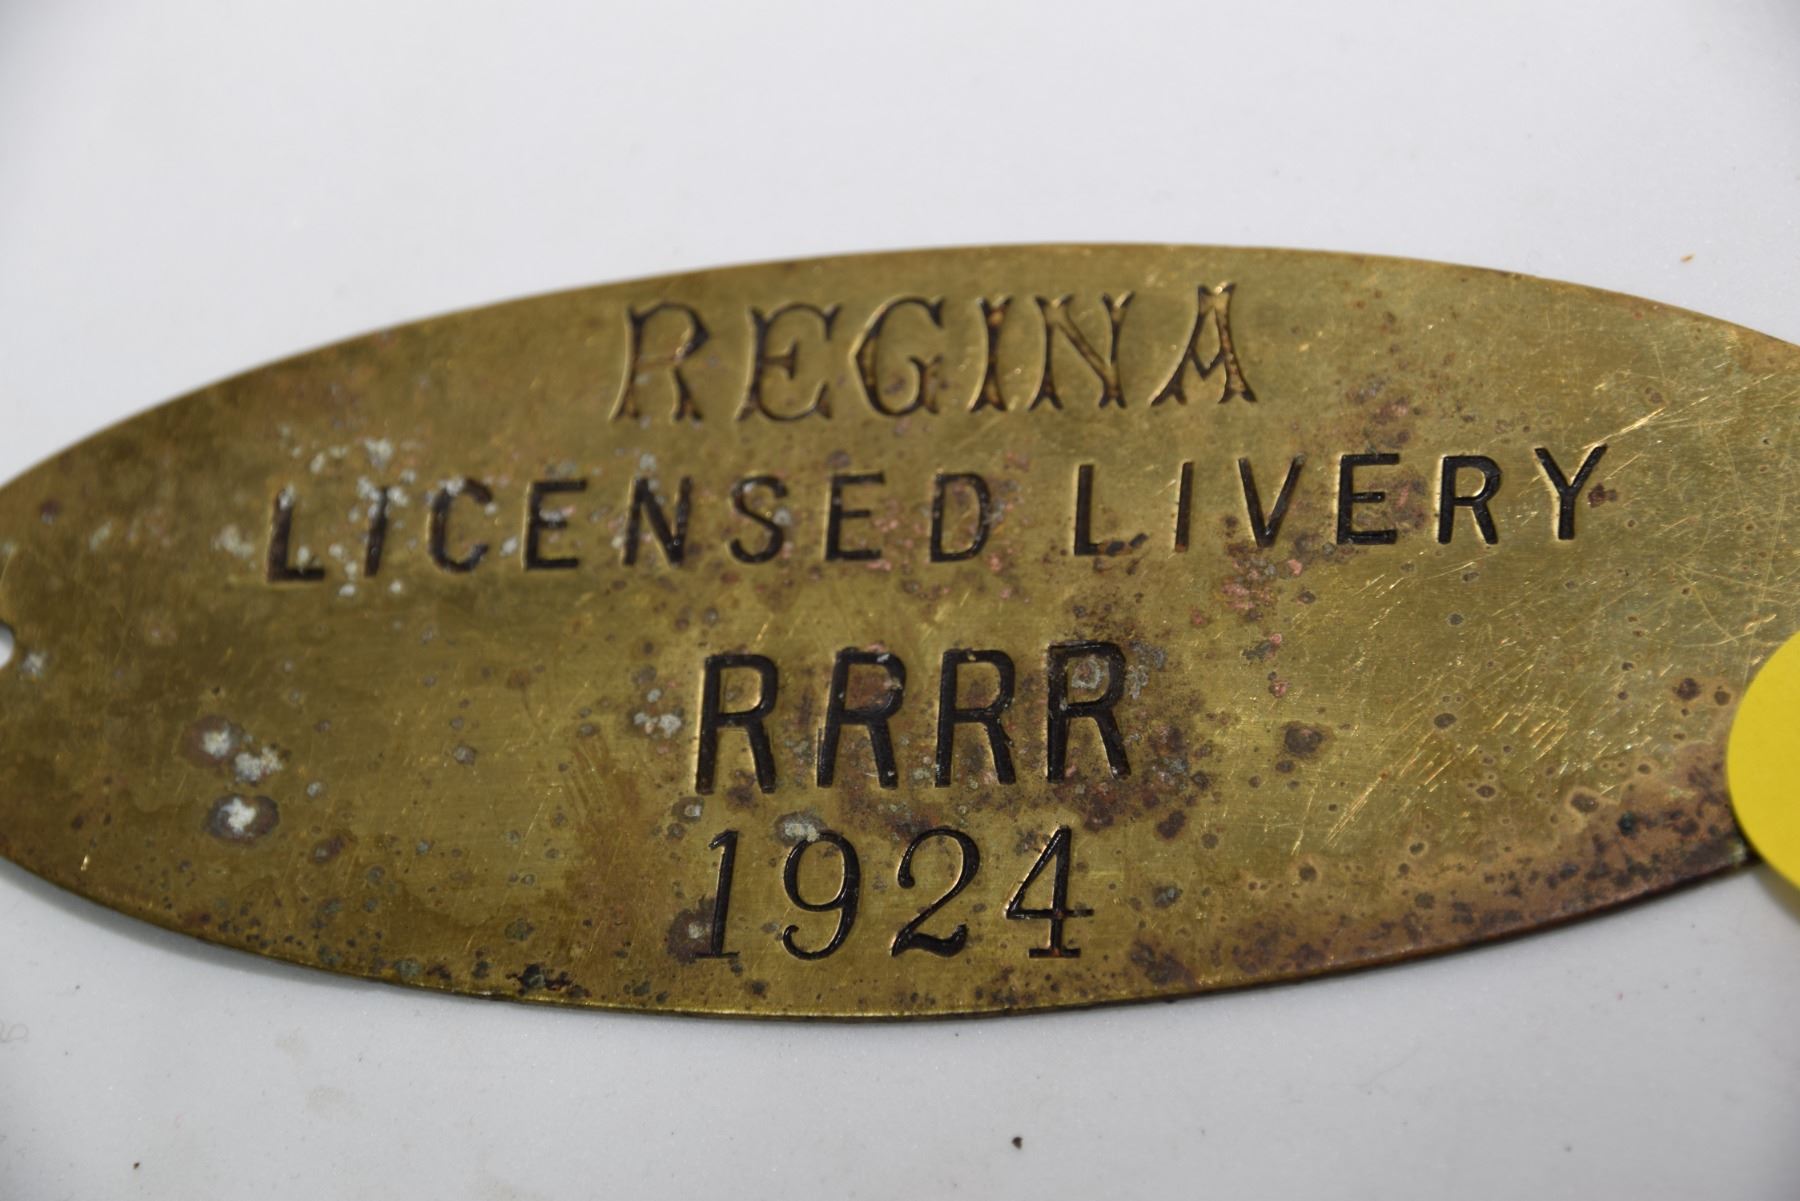 REGINA
LICENSED LIVERY
RRRR
1924